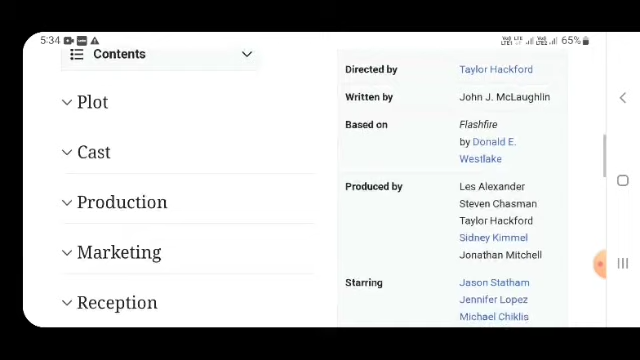 5:34
65%
Contents
Plot
Cast
Production
Marketing
Reception
Directed by Taylor Hackford
Written by John J. McLaughlin
Based on Flashfire
by Donald E.
Westlake
Produced by Les Alexander
Steven Chasman
Taylor Hackford
Sidney Kimmel
Jonathan Mitchell
Starring Jason Statham
Jennifer Lopez
Michael Chiklis